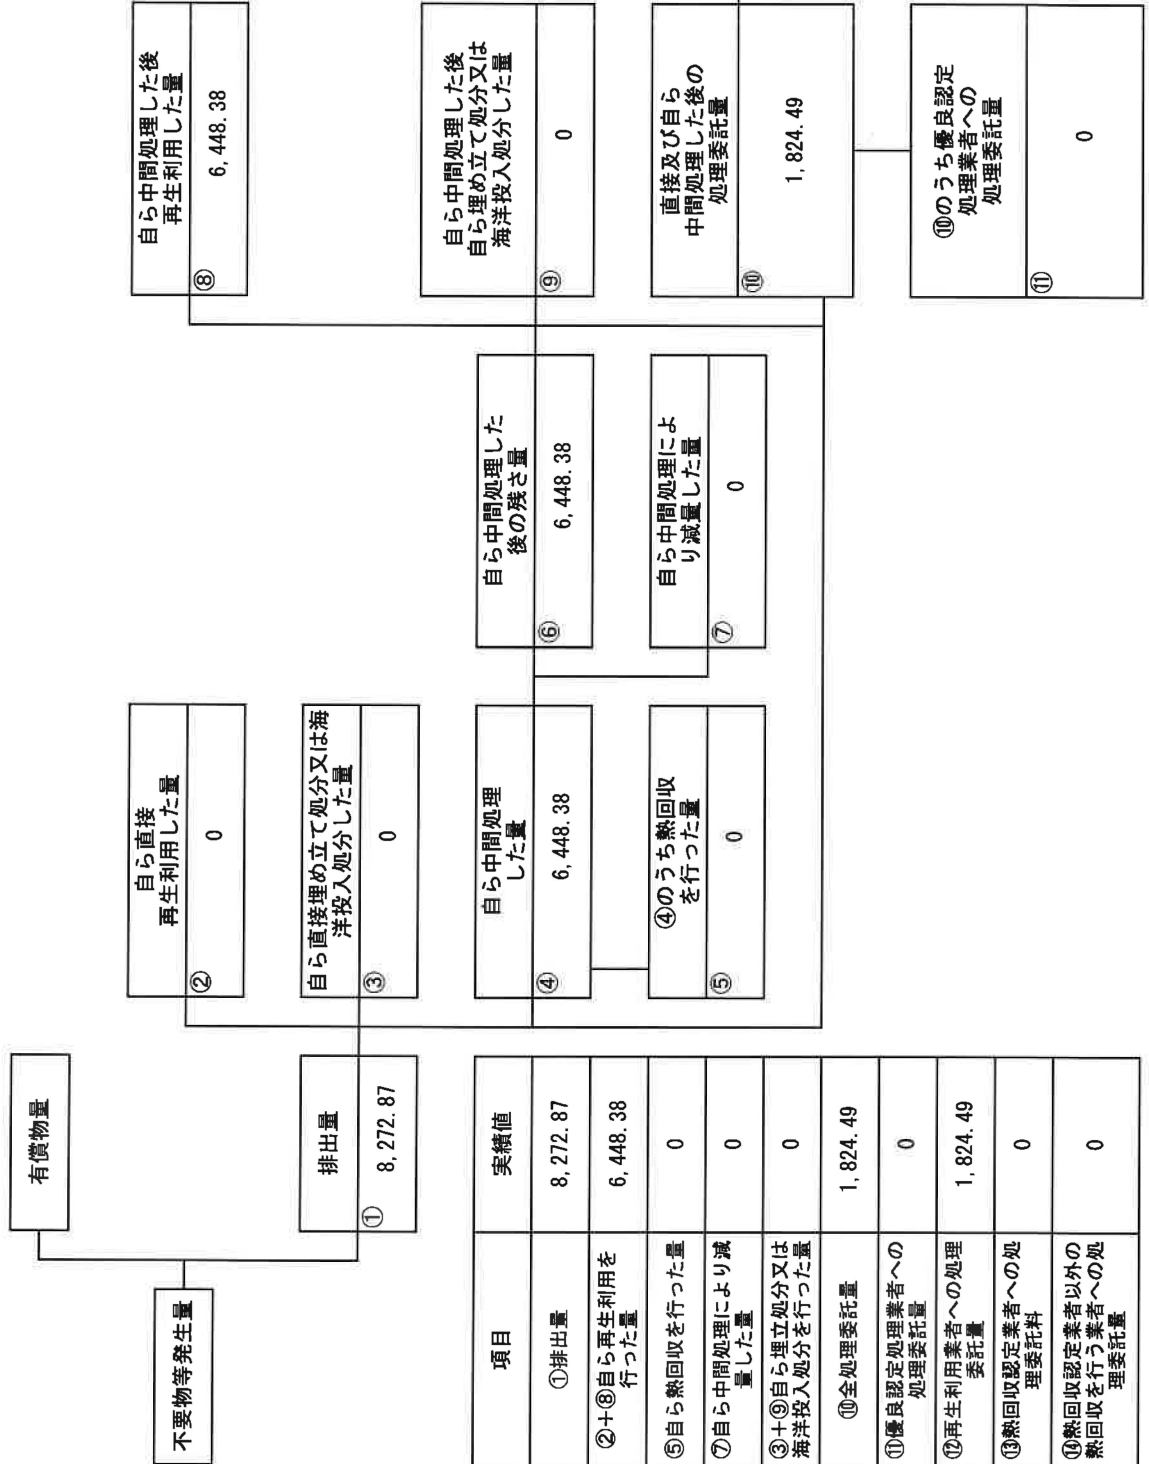 不要物等発生量
有償物量
排出量
①
8,272.87
自ら直接
再生利用した量
②
0
自ら直接埋め立て処分又は海
洋投入処分した量
③
0
自ら中間処理
した量
④
6,448.38
④のうち熱回収
を行った量
⑤
0
自ら中間処理した
後の残さ量
⑥
6,448.38
自ら中間処理によ
り減量した量
⑦
0
自ら中間処理した後
再生利用した量
⑧
6,448.38
自ら中間処理した後
自ら埋め立て処分又は
海洋投入処分した量
⑨
0
直接及び自ら
中間処理した後の
処理委託量
⑩
1,824.49
⑩のうち優良認定
処理業者への
処理委託量
⑪
0
項目 実績値
①排出量 8,272.87
②+⑧自ら再生利用を
行った量 6,448.38
⑤自ら熱回収を行った量 0
⑦自ら中間処理により減
量した量 0
③+⑨自ら埋立処分又は
海洋投入処分を行った量 0
⑩全処理委託量 1,824.49
⑪優良認定処理業者への
処理委託量 0
⑫再生利用業者への処理
委託量 1,824.49
⑬熱回収認定業者への処
理委託料 0
⑭熱回収認定業者以外の
熱回収を行う業者への処
理委託量 0